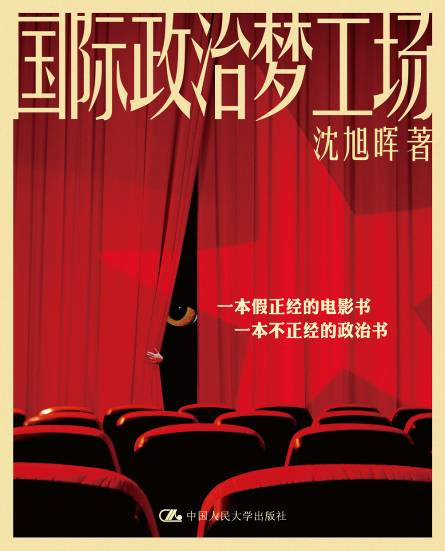 国际政治梦工场
沈旭晖 著
一本假正经的电影书
一本不正经的政治书
中国人民大学出版社